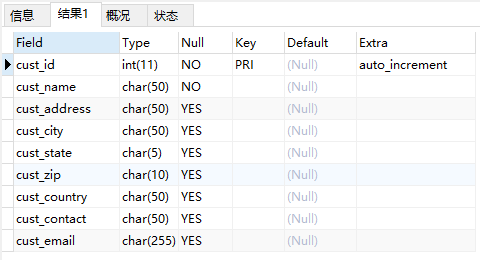 信息 结果1 概况 状态
Field Type Null Key Default Extra
cust_id int(11) NO PRI (Null) auto_increment
cust_name char(50) NO (Null)
cust_address char(50) YES (Null)
cust_city char(50) YES (Null)
cust_state char(5) YES (Null)
cust_zip char(10) YES (Null)
cust_country char(50) YES (Null)
cust_contact char(50) YES (Null)
cust_email char(255) YES (Null)